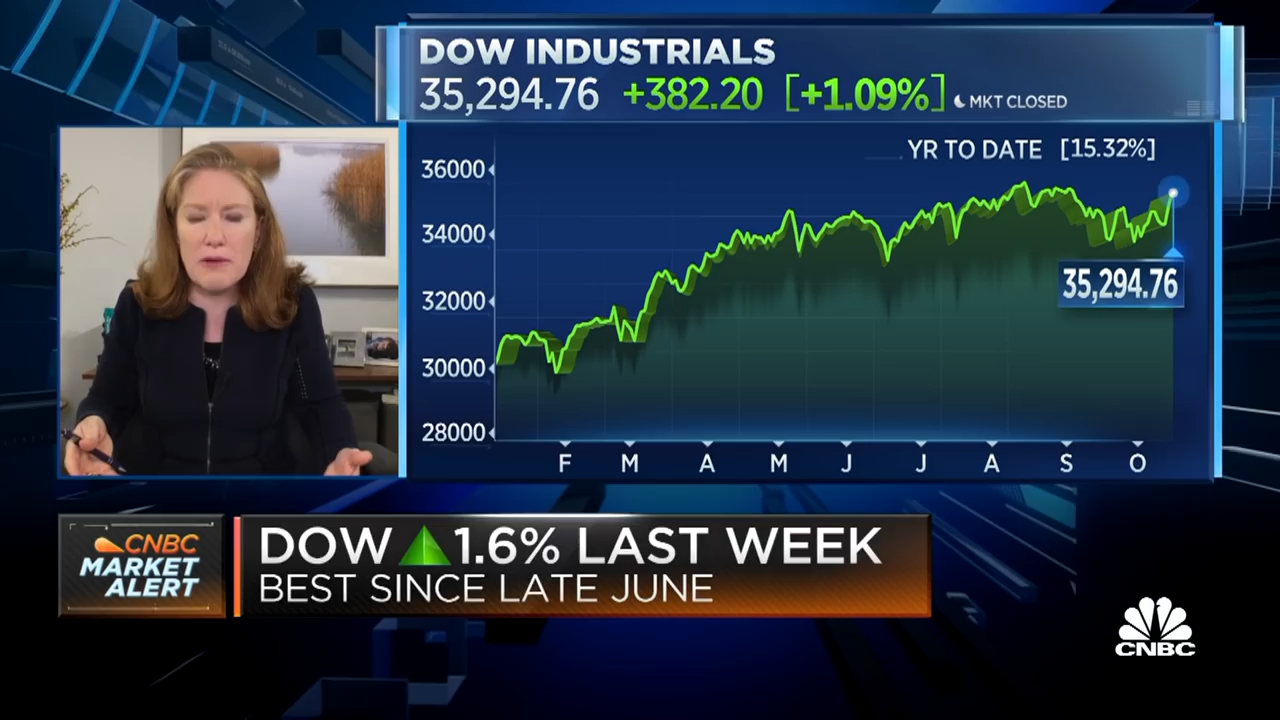 DOW INDUSTRIALS
35,294.76 +382.20 [+1.09%] MKT CLOSED
YR TO DATE [15.32%]
36000
34000
32000
30000
28000
35,294.76
F M A M J J A S O
CNBC
MARKET
ALERT
DOW 1.6% LAST WEEK
BEST SINCE LATE JUNE
CNBC